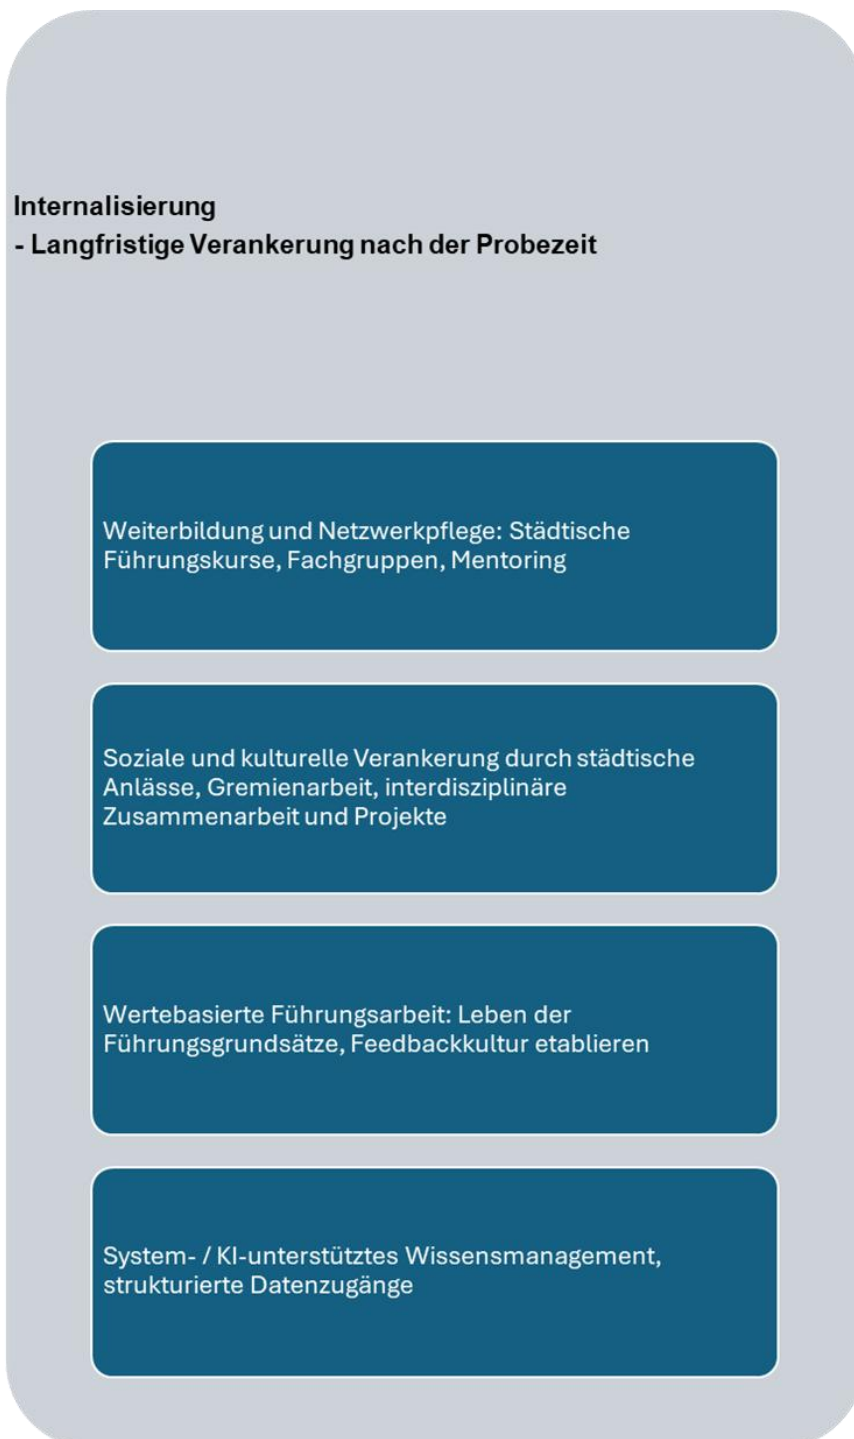 Internalisierung
- Langfristige Verankerung nach der Probezeit
Weiterbildung und Netzwerkpflege: Städtische
Führungskurse, Fachgruppen, Mentoring
Soziale und kulturelle Verankerung durch städtische
Anlässe, Gremienarbeit, interdisziplinäre
Zusammenarbeit und Projekte
Wertebasierte Führungsarbeit: Leben der
Führungsgrundsätze, Feedbackkultur etablieren
System- / KI-unterstütztes Wissensmanagement,
strukturierte Datenzugänge